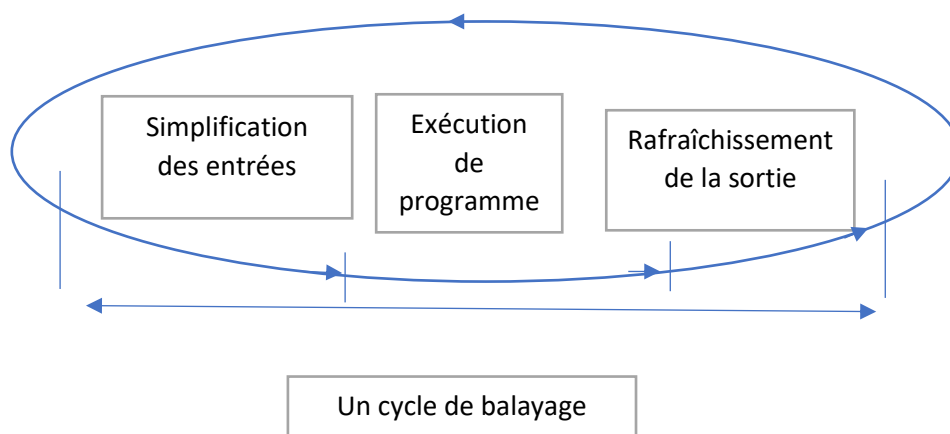 Simplification
des entrées
Exécution
de
programme
Rafraîchissement
de la sortie
Un cycle de balayage